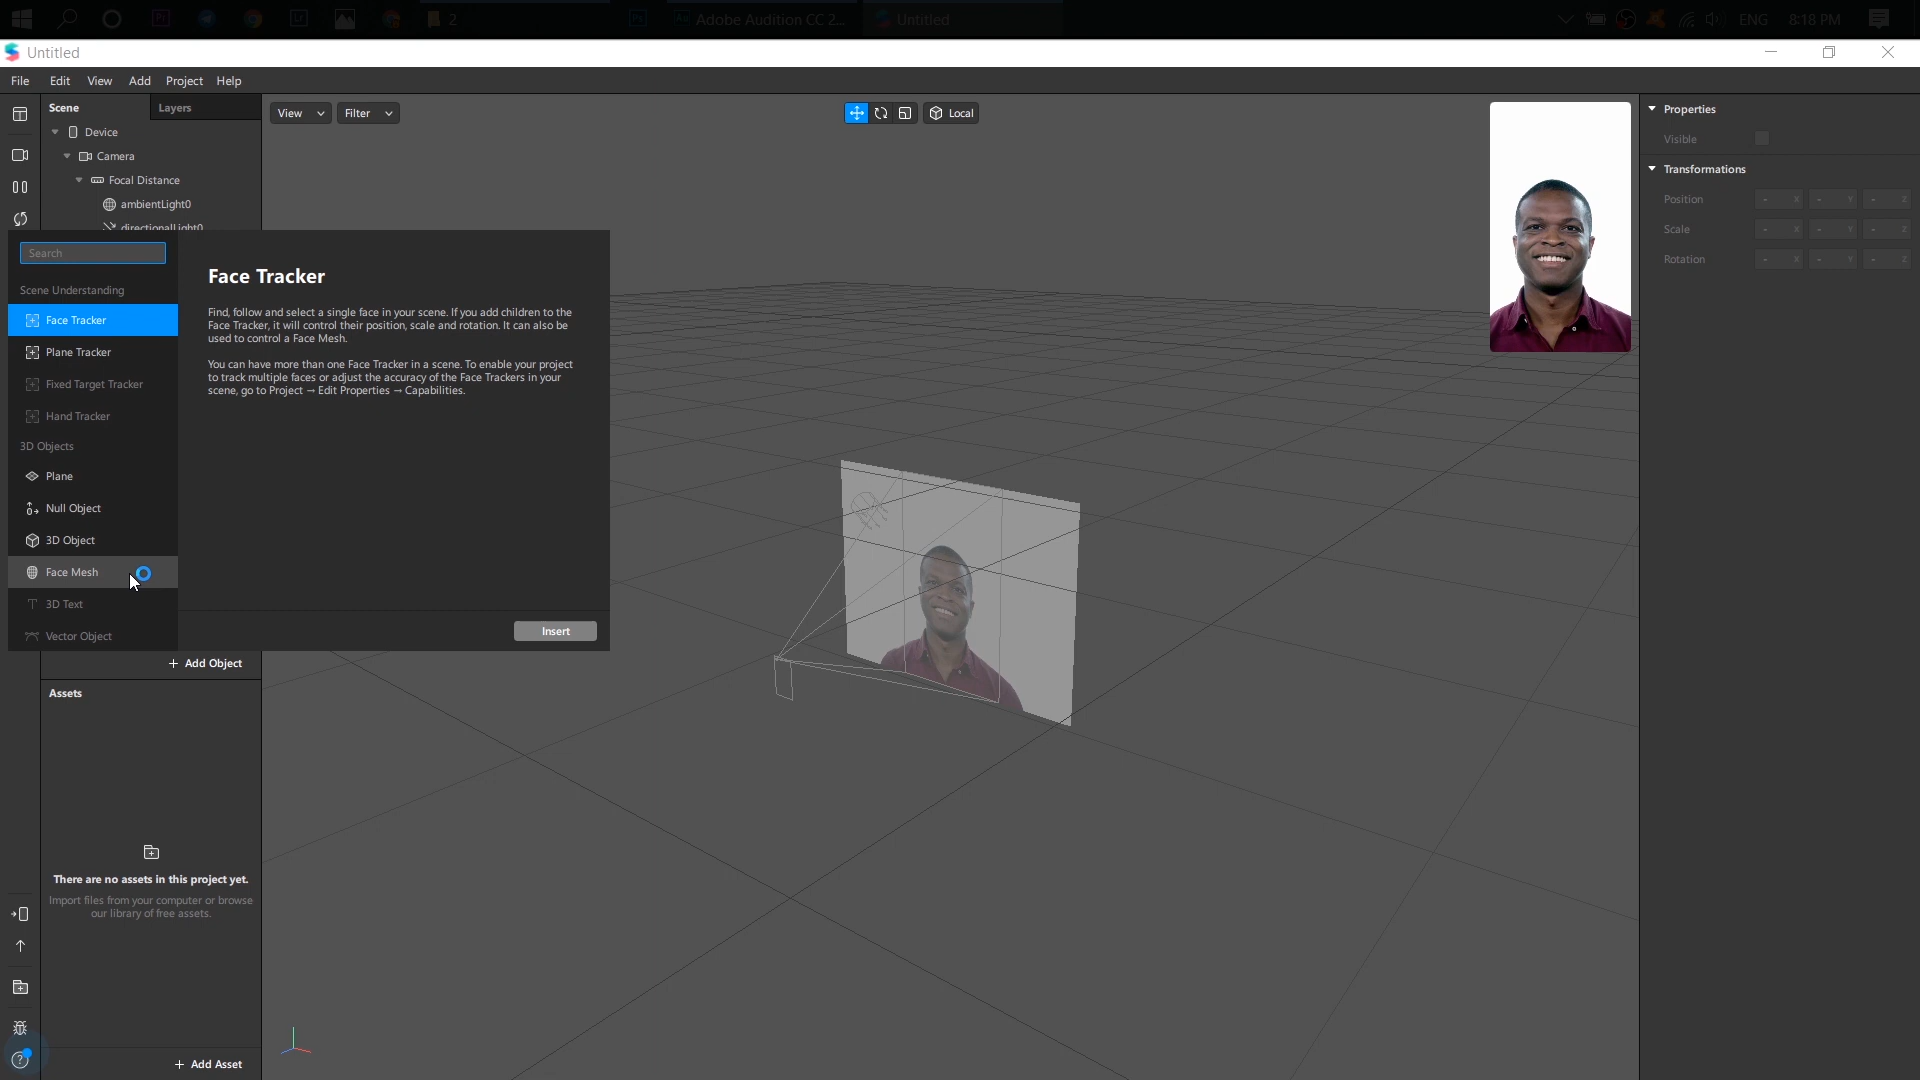 2
Adobe Audition CC 2...
Untitled
ENG
8:18 PM
Untitled
File
Edit
View
Add
Project
Help
Scene
Layers
Device
Camera
Focal Distance
ambientLight0
directionalLight0
View
Filter
Local
Properties
Visible
Transformations
Position
- X
- Y
- Z
Scale
- X
- Y
- Z
Rotation
- X
- Y
- Z
Search
Scene Understanding
Face Tracker
Plane Tracker
Fixed Target Tracker
Hand Tracker
3D Objects
Plane
Null Object
3D Object
Face Mesh
3D Text
Vector Object
Face Tracker
Find, follow and select a single face in your scene. If you add children to the
Face Tracker, it will control their position, scale and rotation. It can also be
used to control a Face Mesh.
You can have more than one Face Tracker in a scene. To enable your project
to track multiple faces or adjust the accuracy of the Face Trackers in your
scene, go to Project → Edit Properties → Capabilities.
Insert
+ Add Object
Assets
There are no assets in this project yet.
Import files from your computer or browse
our library of free assets.
+ Add Asset